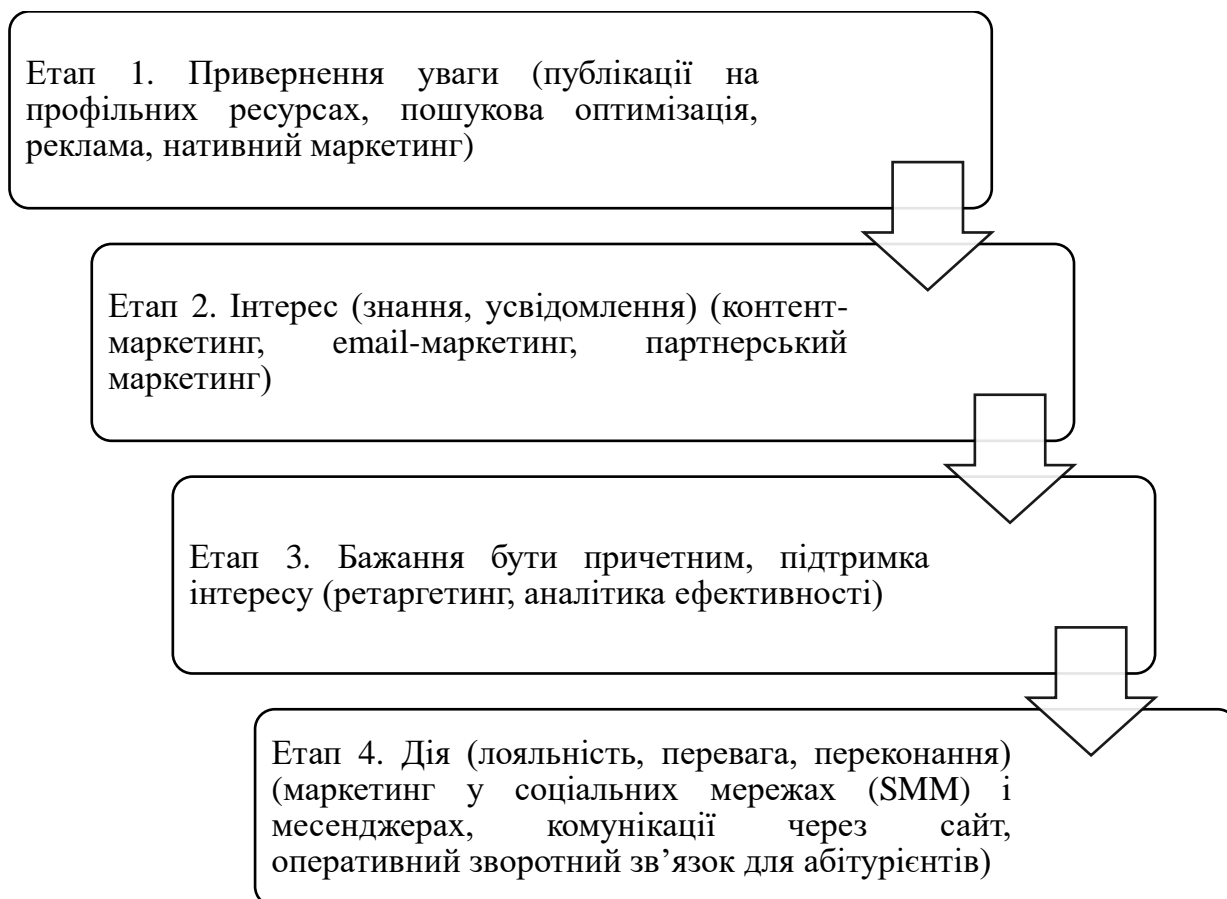 Етап 1. Привернення уваги (публікації на
профільних ресурсах, пошукова оптимізація,
реклама, нативний маркетинг)
Етап 2. Інтерес (знання, усвідомлення) (контент-
маркетинг, email-маркетинг, партнерський
маркетинг)
Етап 3. Бажання бути причетним, підтримка
інтересу (ретаргетинг, аналітика ефективності)
Етап 4. Дія (лояльність, перевага, переконання)
(маркетинг у соціальних мережах (SMM) і
месенджерах, комунікації через сайт,
оперативний зворотний зв’язок для абітурієнтів)